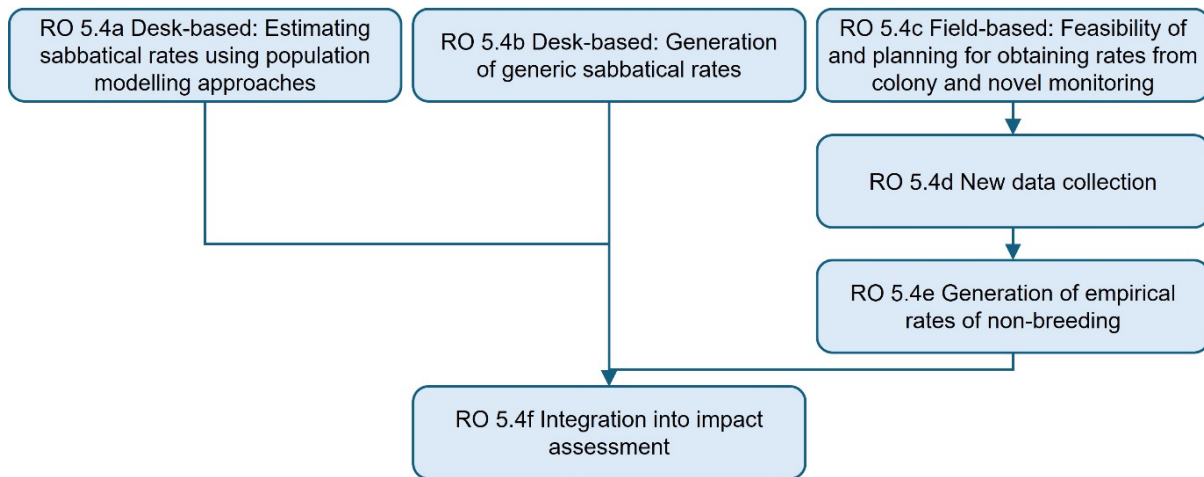 RO 5.4a Desk-based: Estimating
sabbatical rates using population
modelling approaches
RO 5.4b Desk-based: Generation
of generic sabbatical rates
RO 5.4c Field-based: Feasibility of
and planning for obtaining rates from
colony and novel monitoring
RO 5.4d New data collection
RO 5.4e Generation of empirical
rates of non-breeding
RO 5.4f Integration into impact
assessment